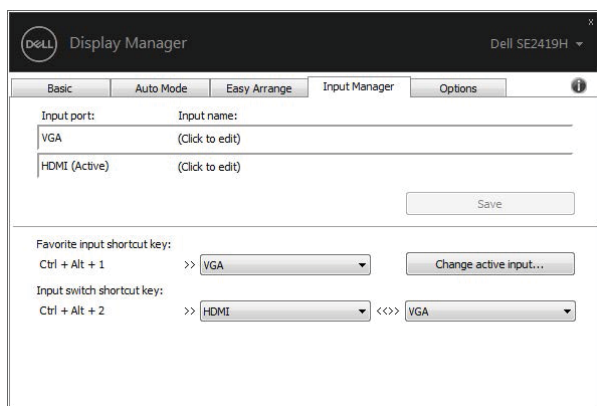 DELL Display Manager Dell SE2419H
x
Basic Auto Mode Easy Arrange Input Manager Options i
Input port: Input name:
VGA (Click to edit)
HDMI (Active) (Click to edit)
Save
Favorite input shortcut key:
Ctrl + Alt + 1 >> VGA Change active input...
Input switch shortcut key:
Ctrl + Alt + 2 >> HDMI <<>> VGA